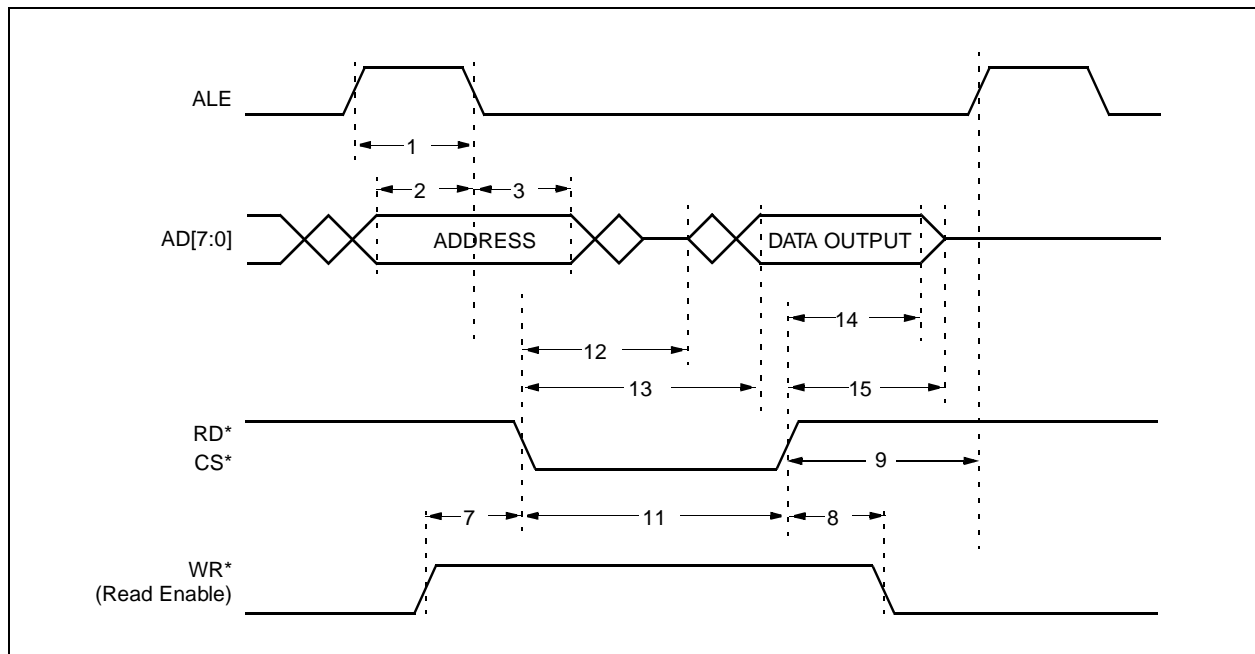 ALE
1
2
3
AD[7:0]
ADDRESS
DATA OUTPUT
14
12
13
15
RD*
CS*
9
7
11
8
WR*
(Read Enable)